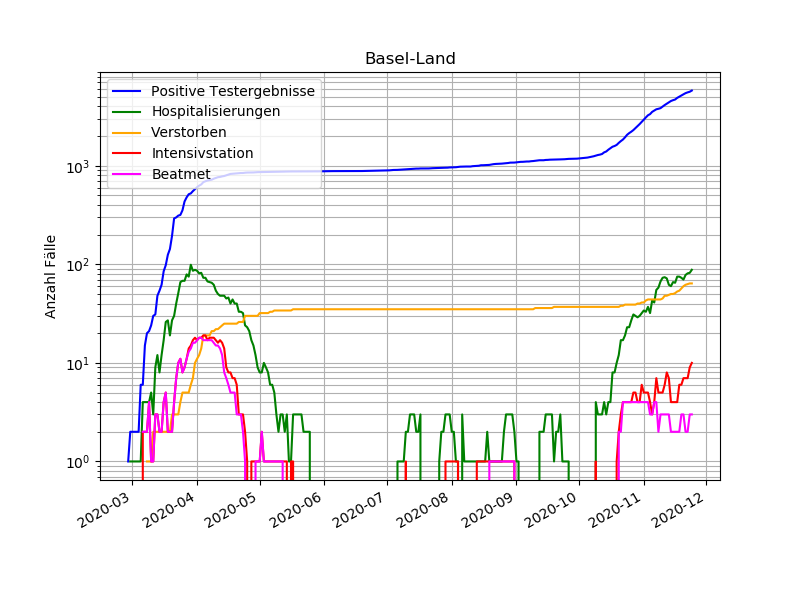 Basel-Land
Positive Testergebnisse
Hospitalisierungen
Verstorben
Intensivstation
Beatmet
Anzahl Fälle
10³
10²
10¹
10⁰
2020-03
2020-04
2020-05
2020-06
2020-07
2020-08
2020-09
2020-10
2020-11
2020-12